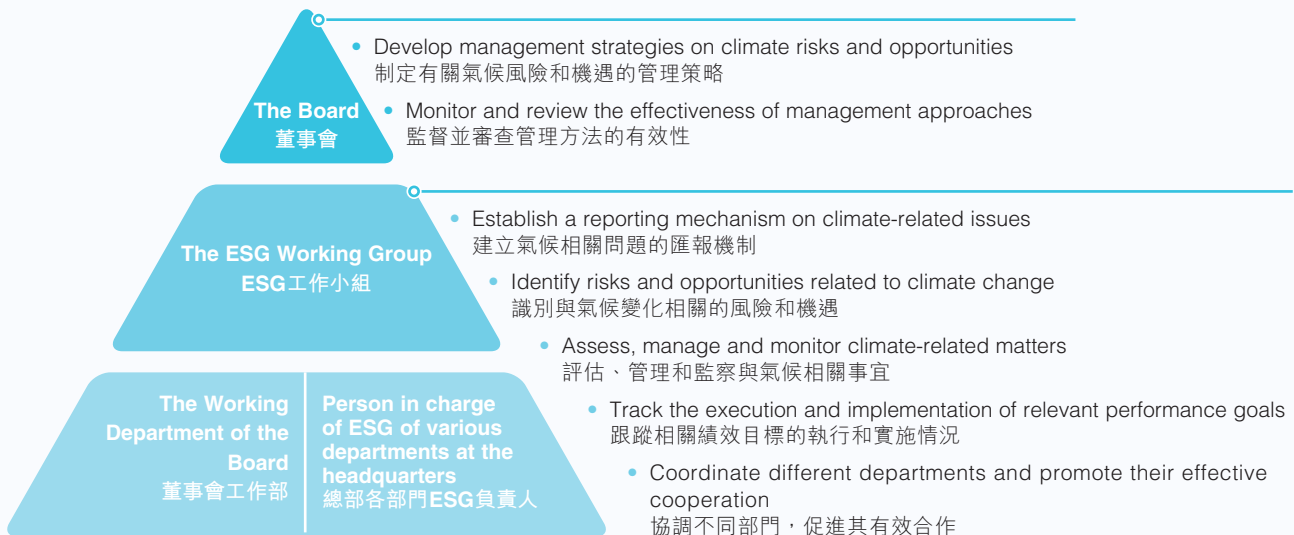 • Develop management strategies on climate risks and opportunities
制定有關氣候風險和機遇的管理策略
The Board
董事會
• Monitor and review the effectiveness of management approaches
監督並審查管理方法的有效性
The ESG Working Group
ESG工作小組
• Establish a reporting mechanism on climate-related issues
建立氣候相關問題的匯報機制
• Identify risks and opportunities related to climate change
識別與氣候變化相關的風險和機遇
• Assess, manage and monitor climate-related matters
評估、管理和監察與氣候相關事宜
The Working
Department of the
Board
董事會工作部
Person in charge
of ESG of various
departments at the
headquarters
總部各部門ESG負責人
• Track the execution and implementation of relevant performance goals
跟蹤相關績效目標的執行和實施情況
• Coordinate different departments and promote their effective
cooperation
協調不同部門，促進其有效合作